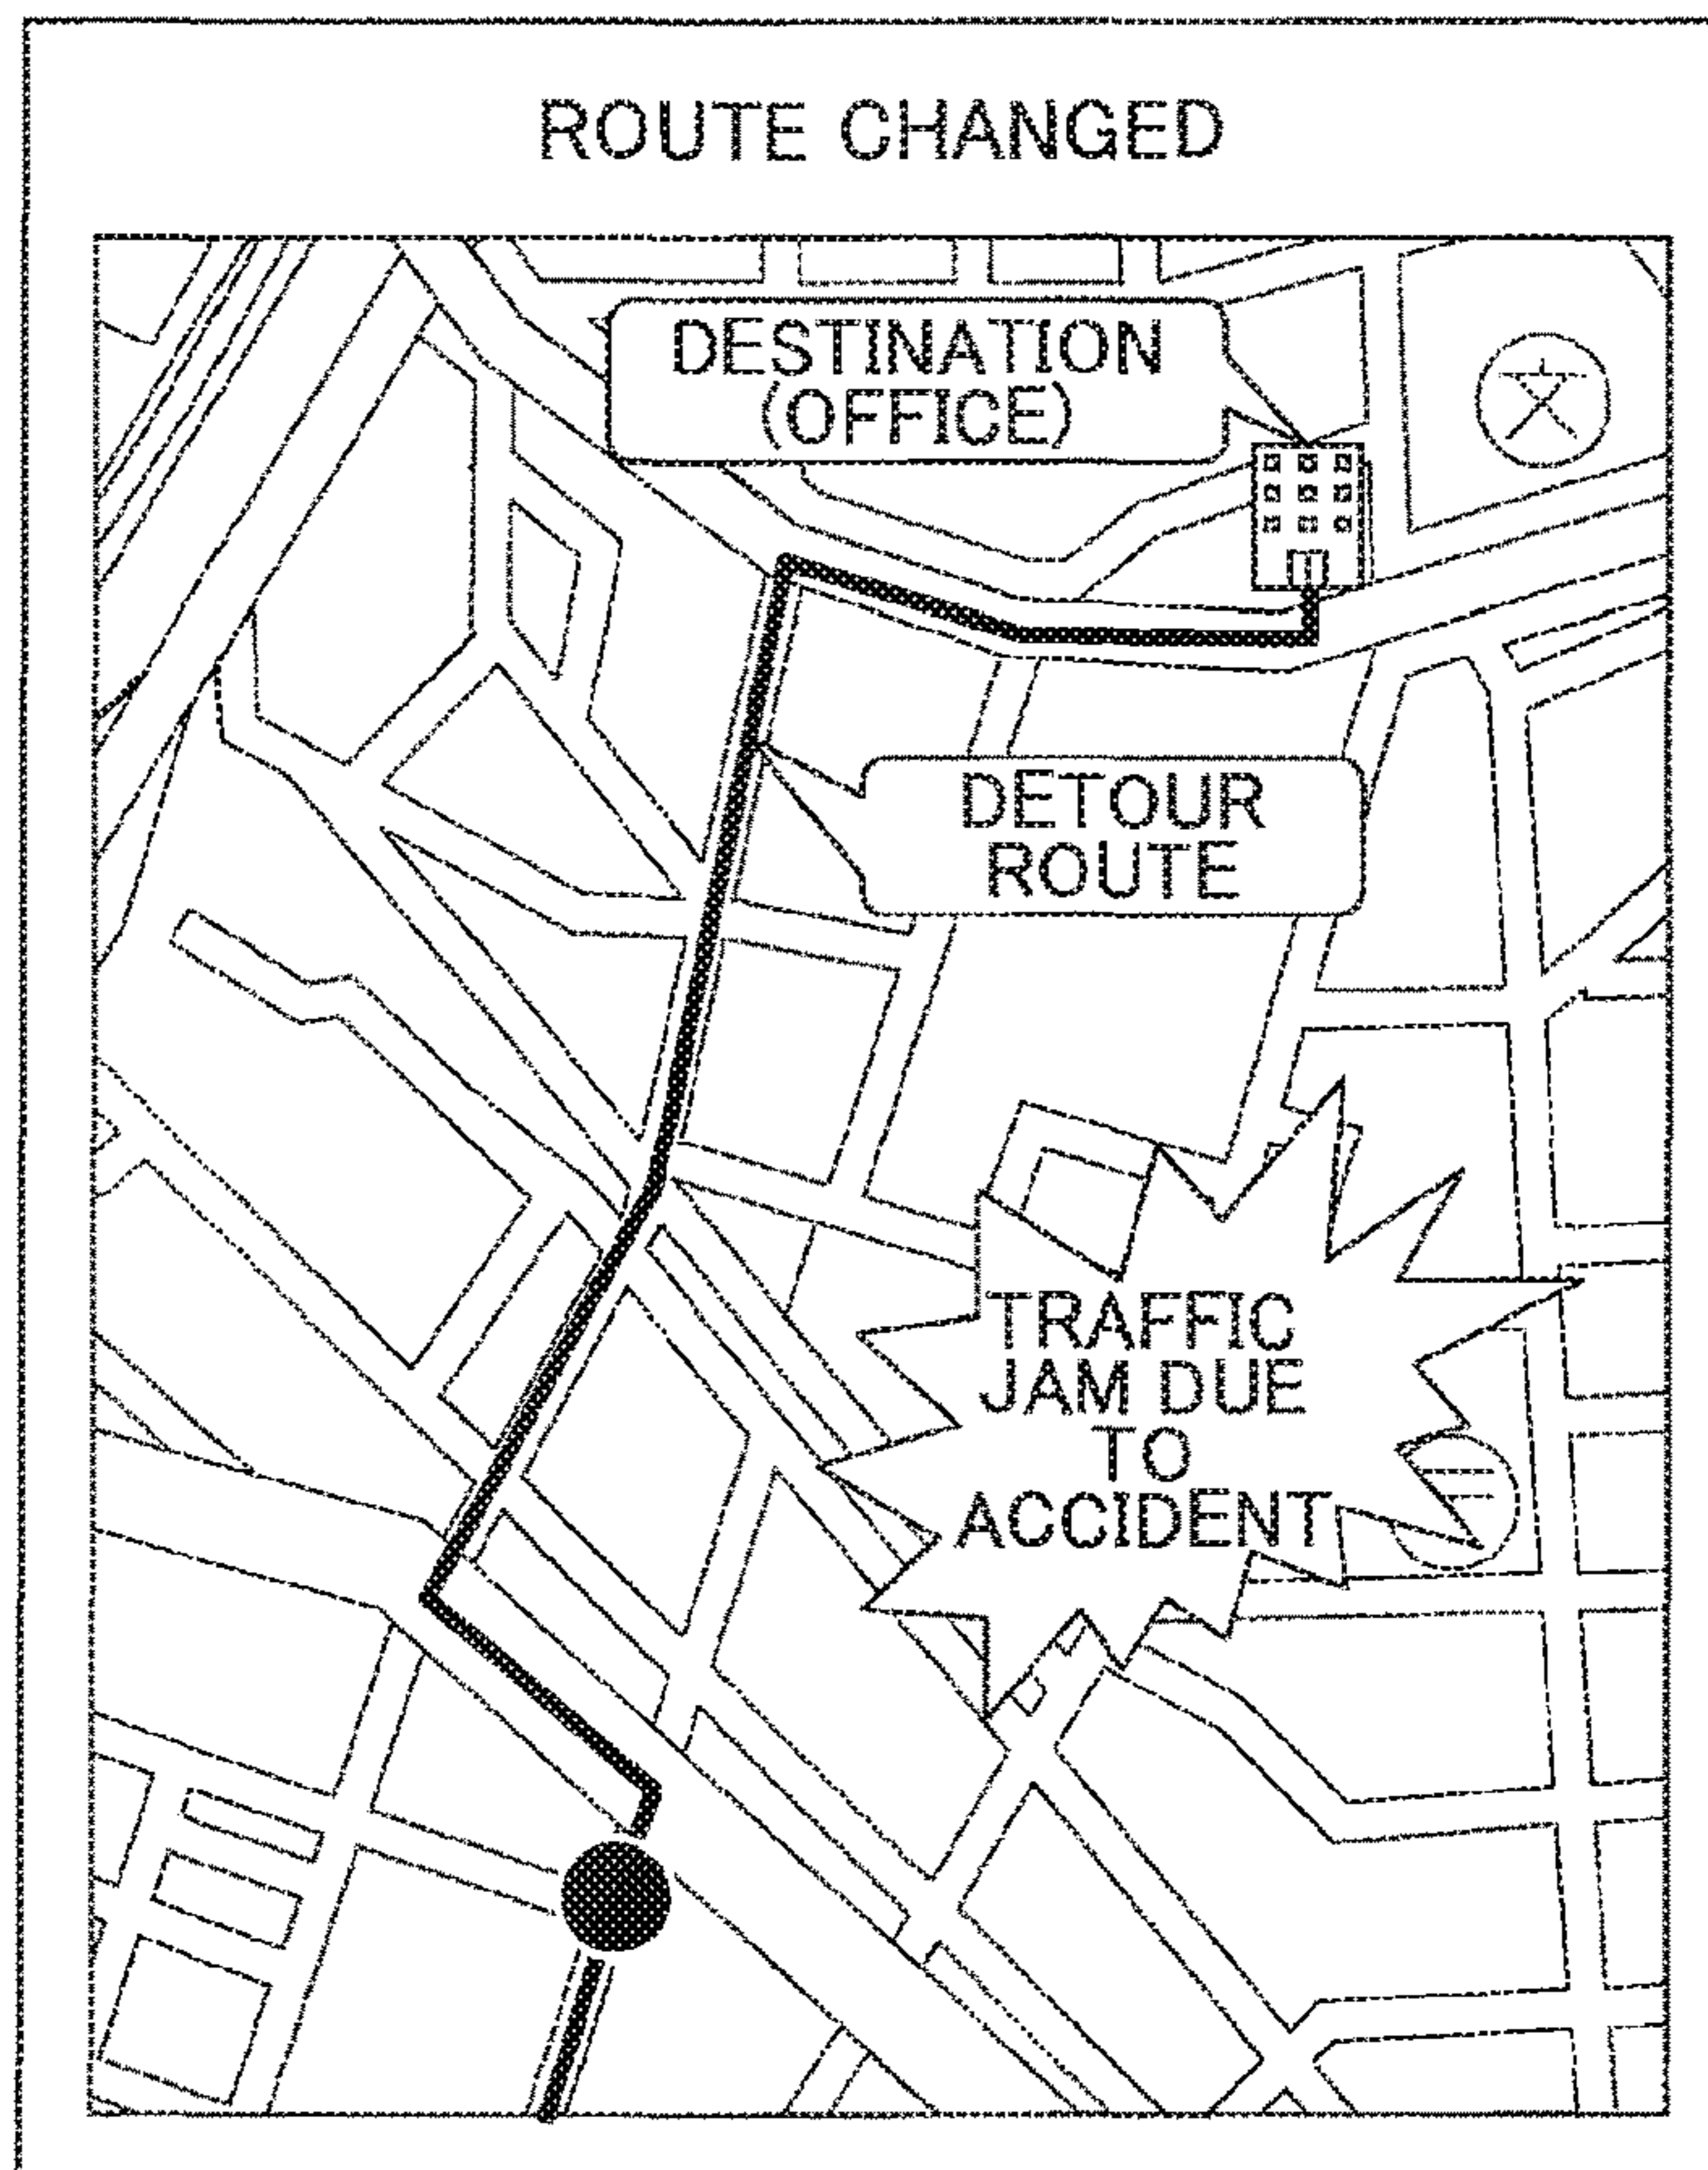 ROUTE CHANGED
DESTINATION
(OFFICE)
DETOUR
ROUTE
TRAFFIC
JAM DUE
TO
ACCIDENT